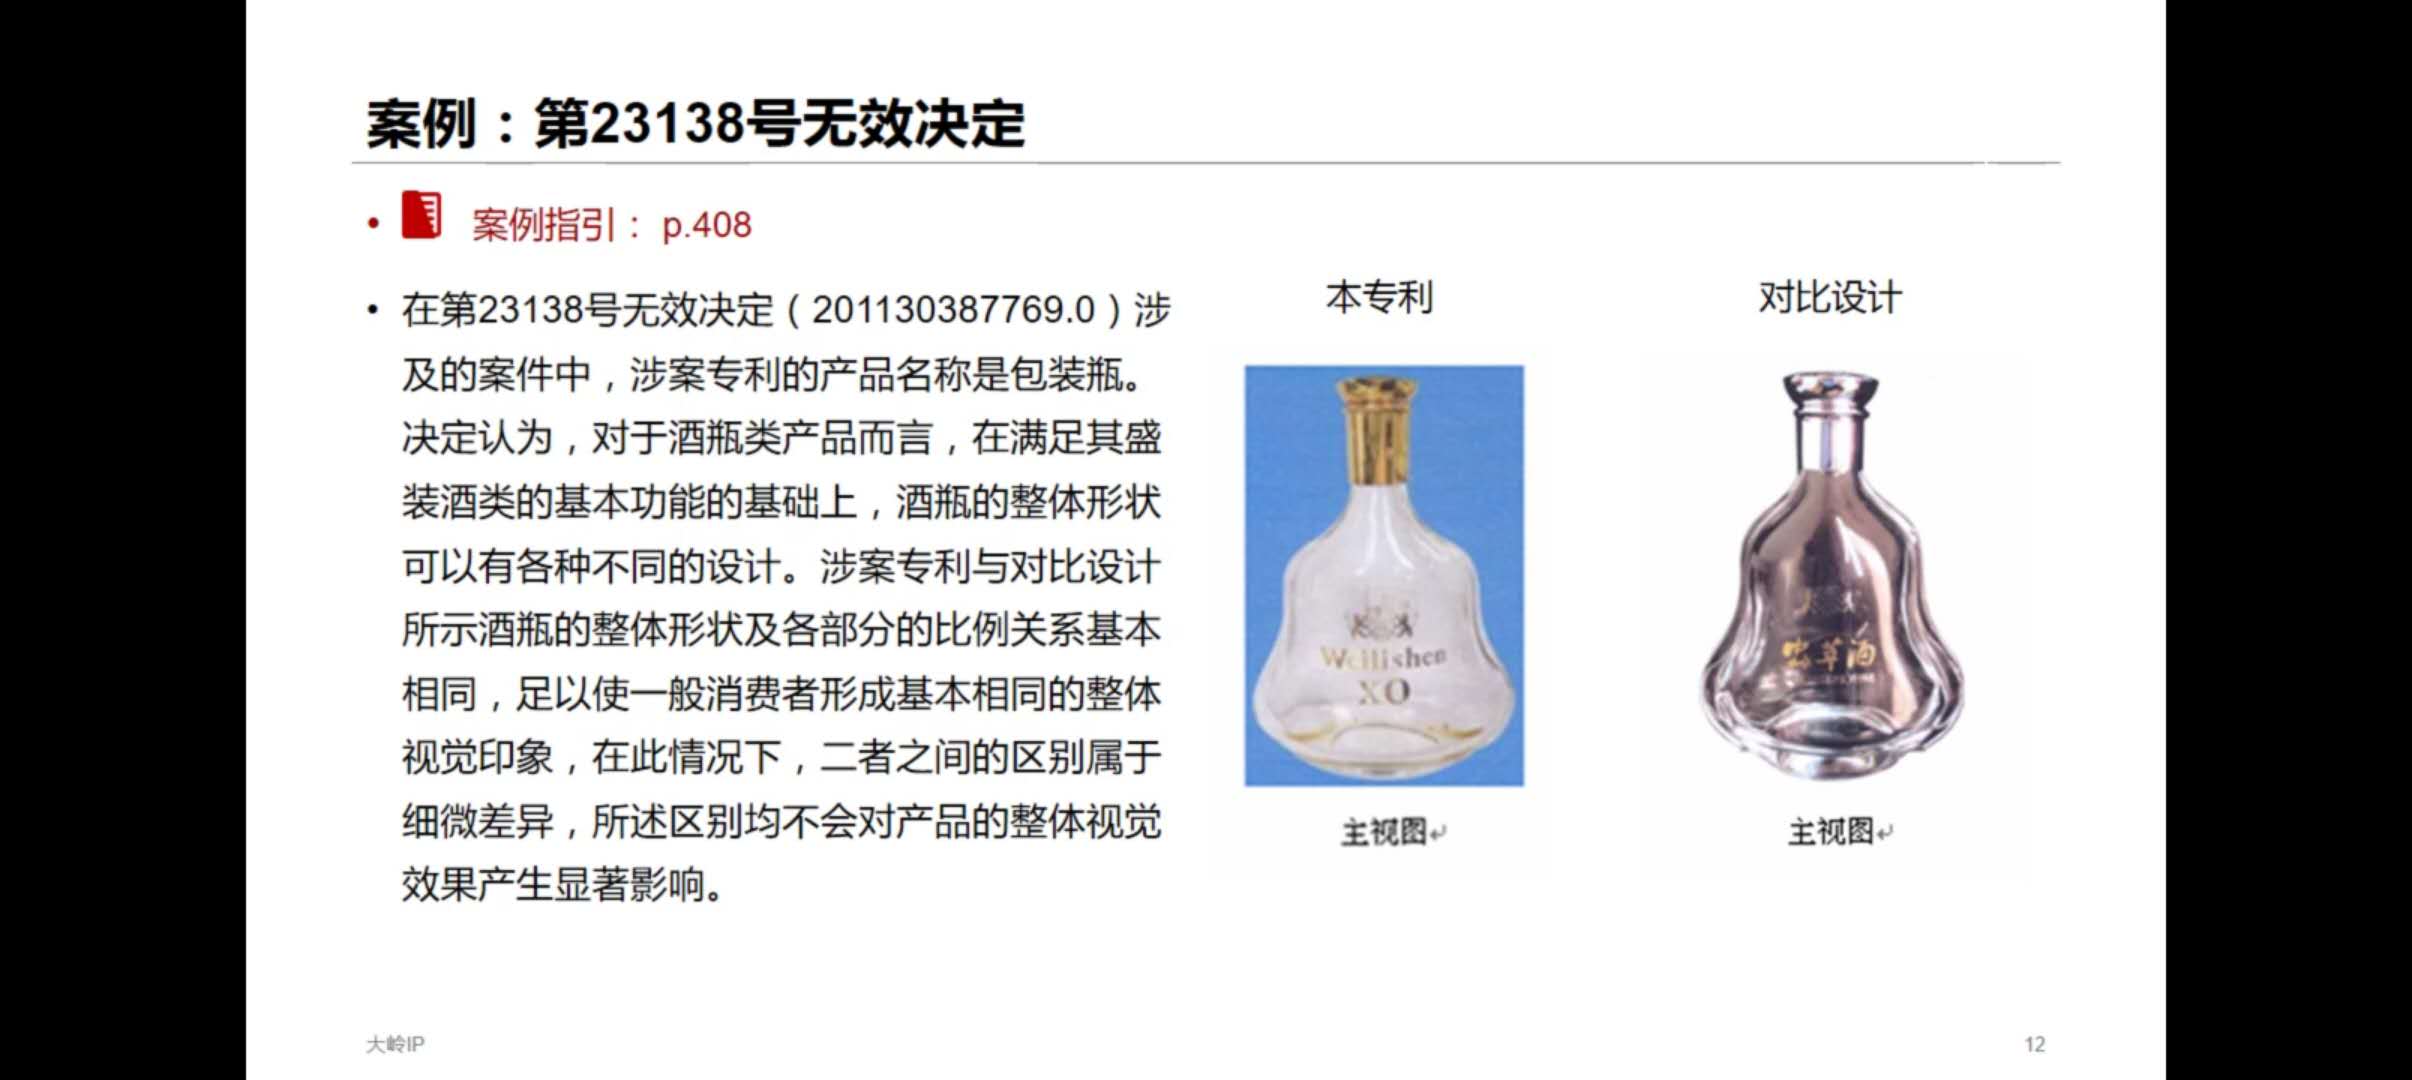 案例：第23138号无效决定
• 案例指引： p.408
• 在第23138号无效决定（201130387769.0）涉
及的案件中，涉案专利的产品名称是包装瓶。
决定认为，对于酒瓶类产品而言，在满足其盛
装酒类的基本功能的基础上，酒瓶的整体形状
可以有各种不同的设计。涉案专利与对比设计
所示酒瓶的整体形状及各部分的比例关系基本
相同，足以使一般消费者形成基本相同的整体
视觉印象，在此情况下，二者之间的区别属于
细微差异，所述区别均不会对产品的整体视觉
效果产生显著影响。
本专利
对比设计
Weilishen
XO
虫草酒
主视图
主视图
大岭IP
12